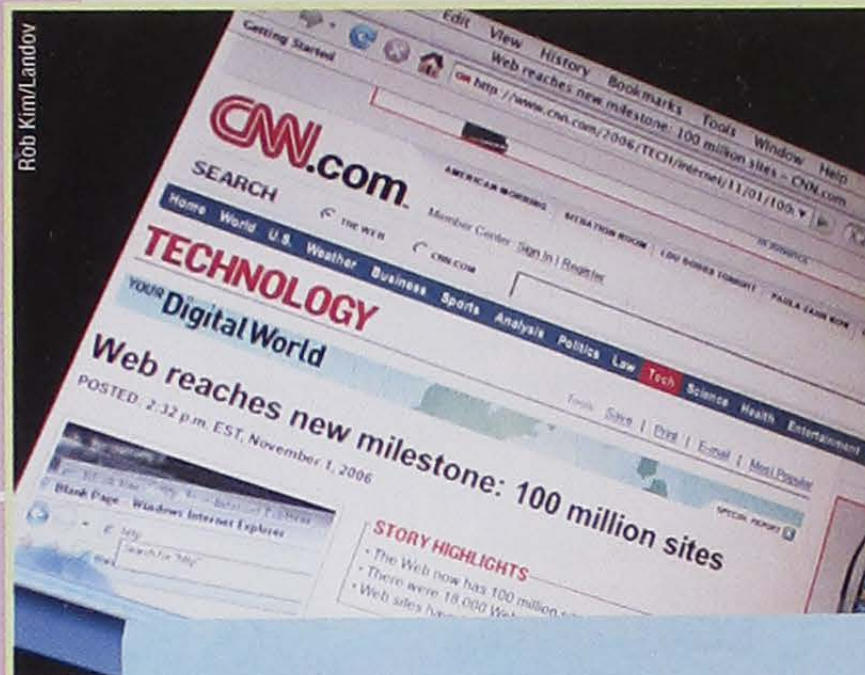 Rob Kim/Landov
Edit View History Bookmarks Tools Window Help
Web reaches new milestone: 100 million sites - CNN.com
Getting Started
http://www.cnn.com/2006/TECH/internet/11/01/100
CNN.com
AMERICAN MORNING SITUATION ROOM LOU DOBBS TONIGHT PAULA ZAHN NOW
Member Center: Sign In | Register
SEARCH
THE WEB CNN.COM
Home World U.S. Weather Business Sports Analysis Politics Law Tech Science Health Entertainment
TECHNOLOGY
YOUR Digital World
Tools: Save | Print | E-mail | Most Popular
Web reaches new milestone: 100 million sites
POSTED: 2:32 p.m. EST, November 1, 2006
SPECIAL REPORT
Blank Page - Windows Internet Explorer
http:
Search for "http"
STORY HIGHLIGHTS
• The Web now has 100 million
• There were 18,000 Web
• Web sites